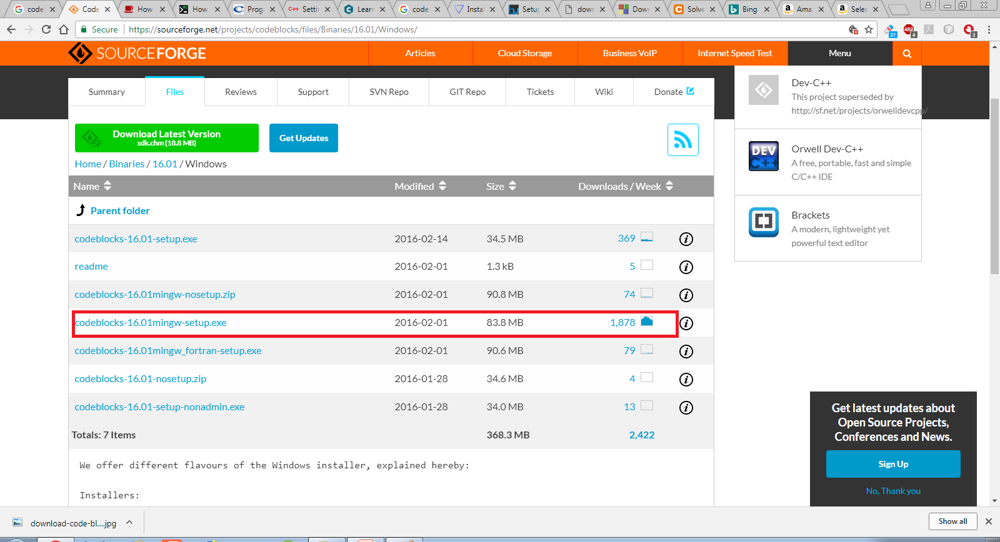 code
Code
How
How
Prog
Settin
Learn
code
Insta
Setup
down
Down
Solve
Bing
Ama
Selec
Secure
https://sourceforge.net/projects/codeblocks/files/Binaries/16.01/Windows/
37
ABP
4
3
SOURCEFORGE
Articles
Cloud Storage
Business VoIP
Internet Speed Test
Menu
Summary
Files
Reviews
Support
SVN Repo
GIT Repo
Tickets
Wiki
Donate
Dev-C++
This project superseded by
http://sf.net/projects/orwelldevcpp/
SF
Download Latest Version
sdk.chm (18.8 MB)
Get Updates
DEV
C++
Orwell Dev-C++
A free, portable, fast and simple
C/C++ IDE
Home / Binaries / 16.01 / Windows
Name Modified Size Downloads / Week
Parent folder
Brackets
A modern, lightweight yet
powerful text editor
codeblocks-16.01-setup.exe 2016-02-14 34.5 MB 369 i
readme 2016-02-01 1.3 kB 5 i
codeblocks-16.01mingw-nosetup.zip 2016-02-01 90.8 MB 74 i
codeblocks-16.01mingw-setup.exe 2016-02-01 83.8 MB 1,878 i
codeblocks-16.01mingw_fortran-setup.exe 2016-02-01 90.6 MB 79 i
codeblocks-16.01-nosetup.zip 2016-01-28 34.6 MB 4 i
codeblocks-16.01-setup-nonadmin.exe 2016-01-28 34.0 MB 13 i
Totals: 7 Items 368.3 MB 2,422
We offer different flavours of the Windows installer, explained hereby:
Installers:
Get latest updates about
Open Source Projects,
Conferences and News.
Sign Up
No, Thank you
download-code-bl....jpg
Show all